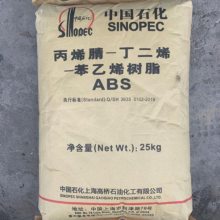 中国石化
SINOPEC
SINOPEC
丙烯腈-丁二烯
-苯乙烯树脂
ABS
净含量(Net Wt.): 25kg
中国石化上海高桥石油化工有限公司